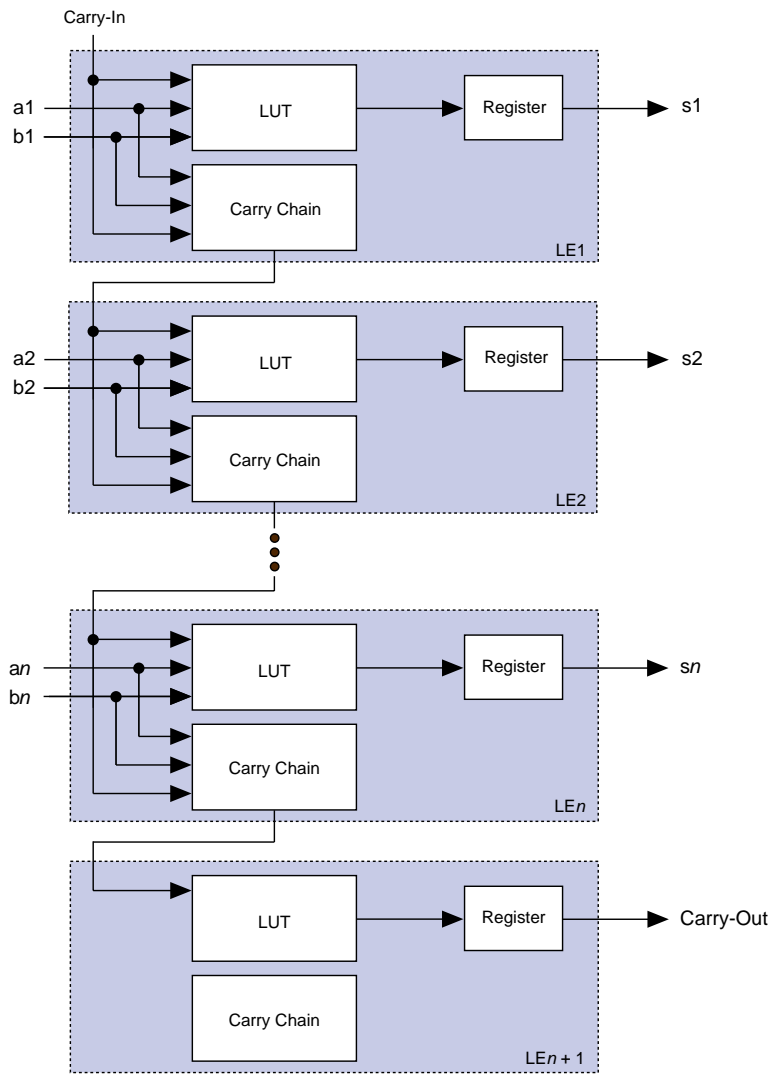 Carry-In
a1
b1
LUT
Register
s1
Carry Chain
LE1
a2
b2
LUT
Register
s2
Carry Chain
LE2
an
bn
LUT
Register
sn
Carry Chain
LEn
LUT
Register
Carry-Out
Carry Chain
LEn + 1